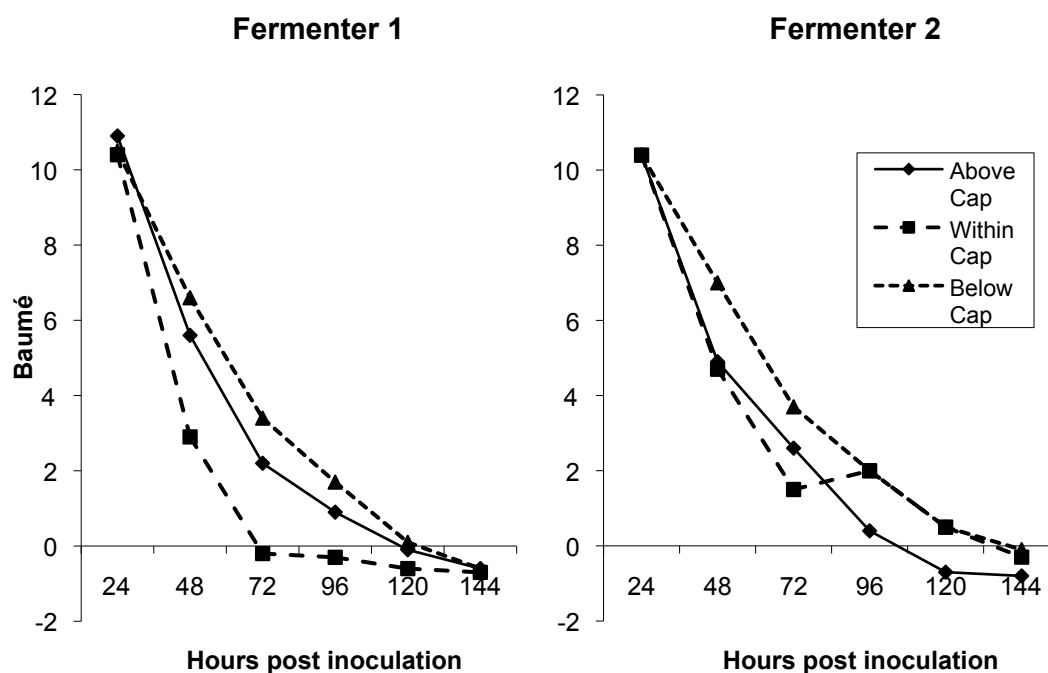 Fermenter 1
Fermenter 2
Baumé
12
10
8
6
4
2
0
-2
24 48 72 96 120 144
Hours post inoculation
12
10
8
6
4
2
0
-2
24 48 72 96 120 144
Hours post inoculation
Above
Cap
Within
Cap
Below
Cap